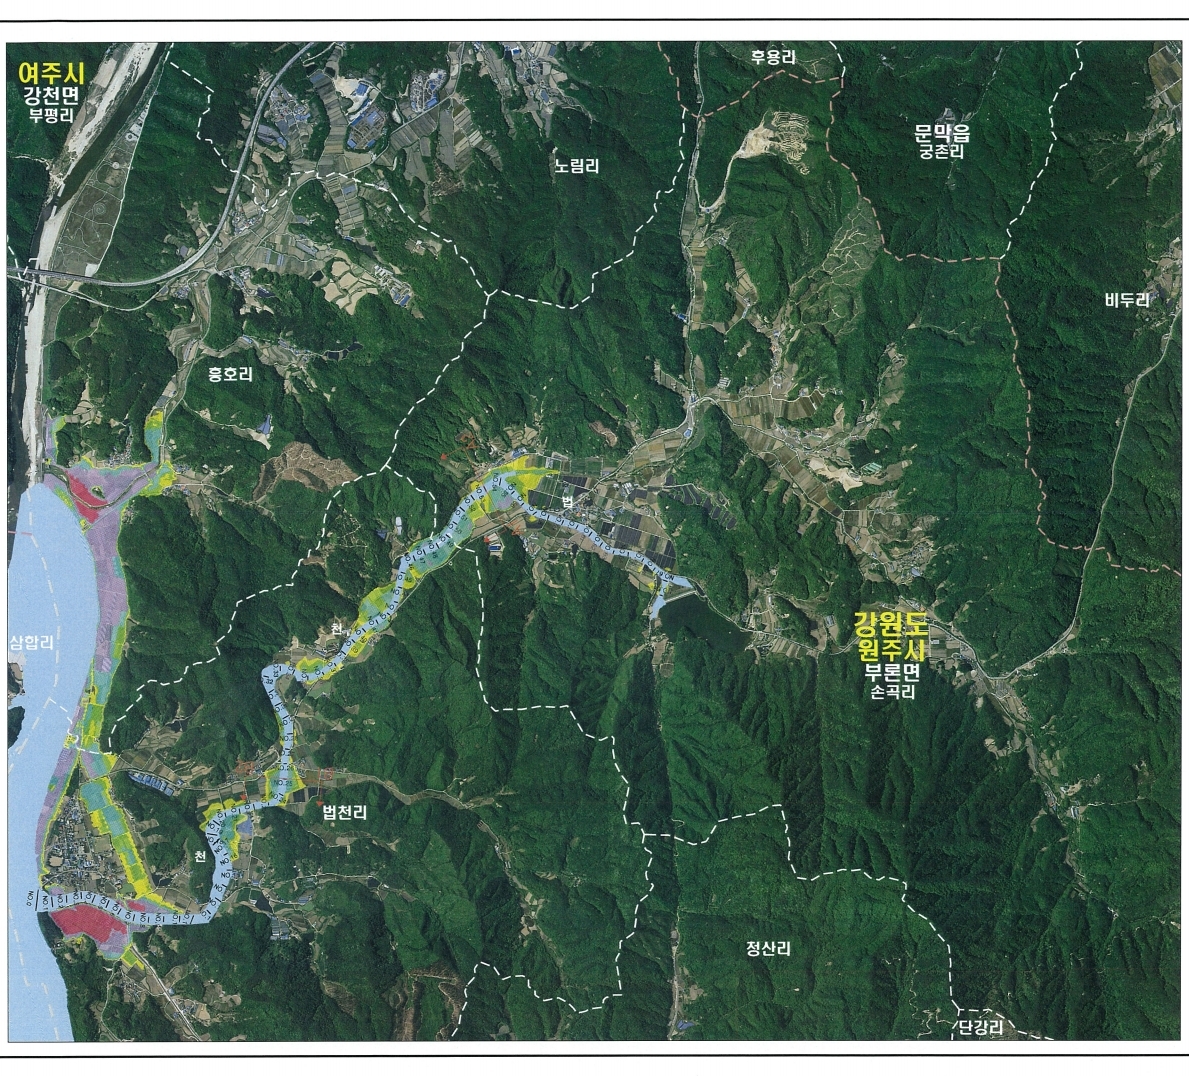 여주시
강천면
부평리
후용리
문막읍
궁촌리
노림리
비두리
흥호리
법
천
삼합리
강원도
원주시
부론면
손곡리
법천리
천
정산리
단강리